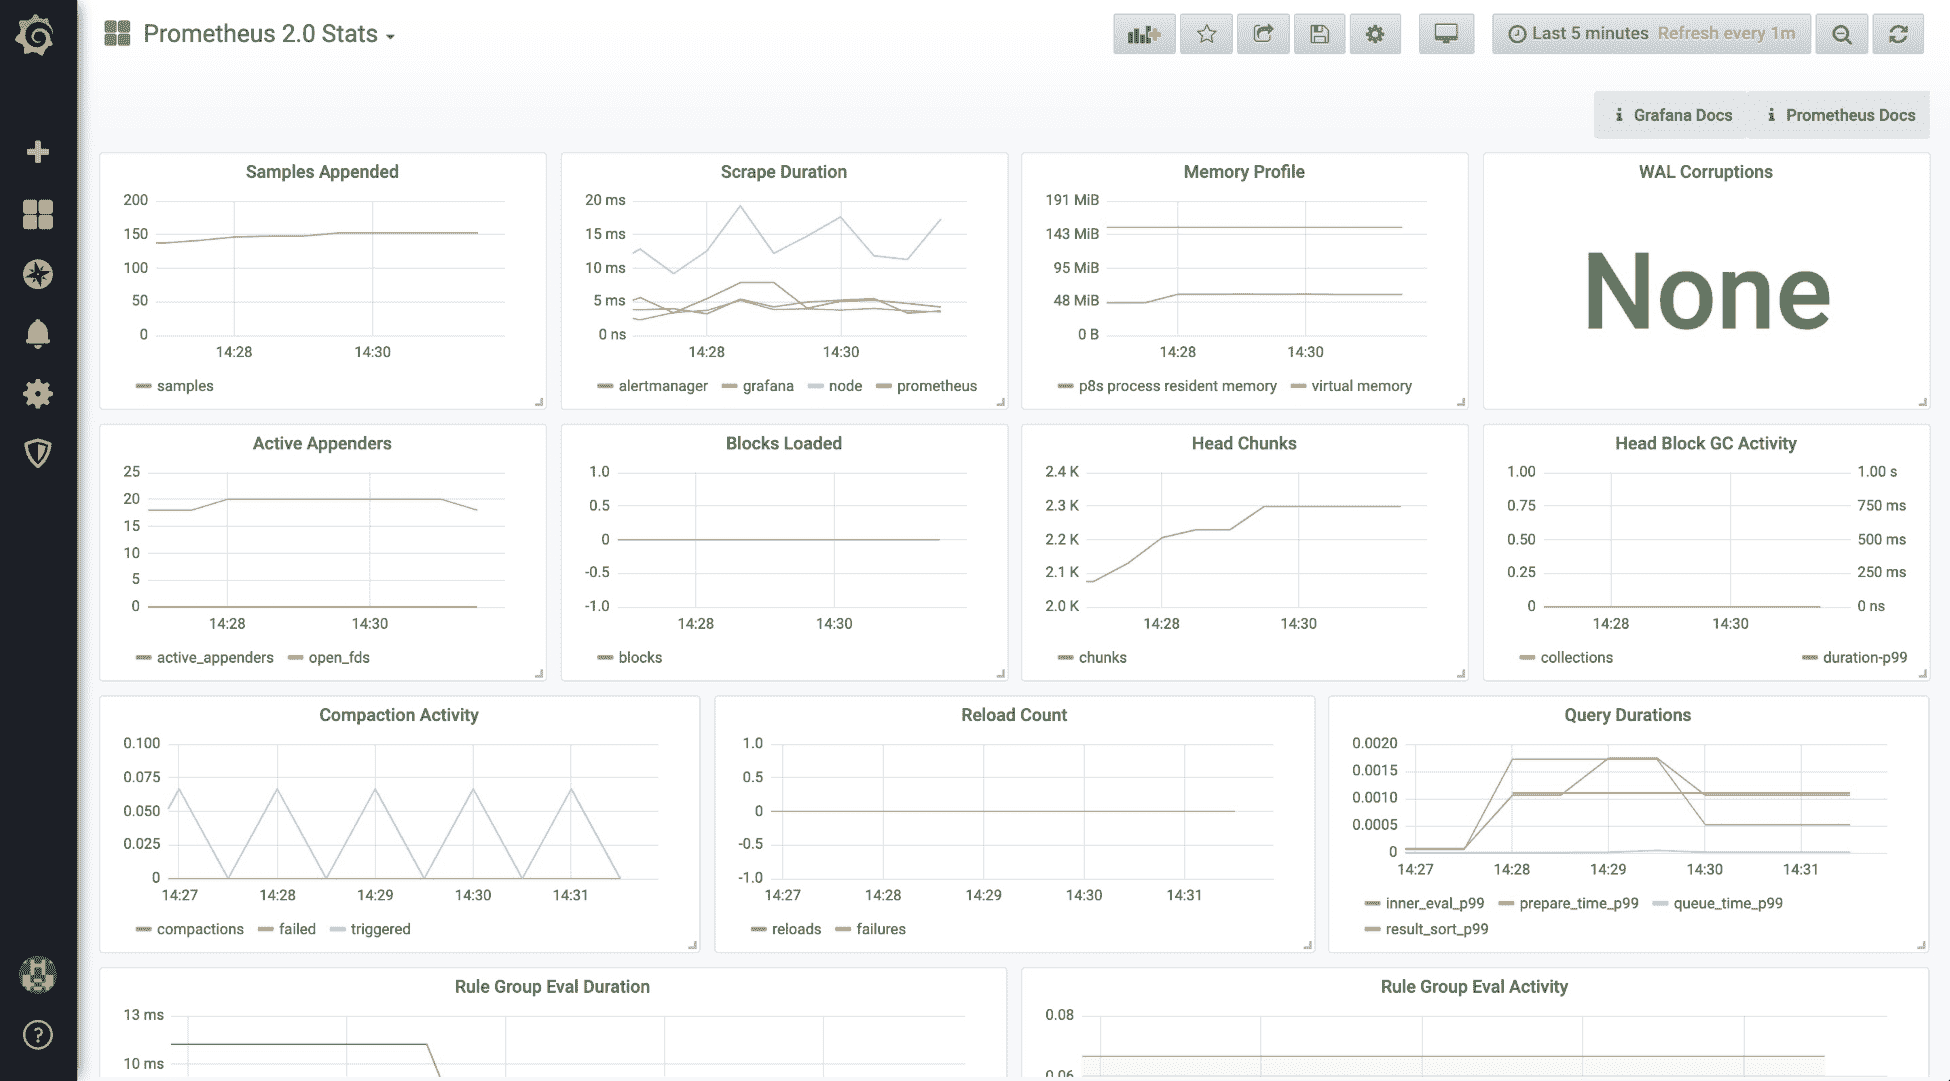 Prometheus 2.0 Stats
Last 5 minutes Refresh every 1m
Grafana Docs
Prometheus Docs
Samples Appended
200
150
100
50
0
14:28
14:30
samples
Scrape Duration
20 ms
15 ms
10 ms
5 ms
0 ns
14:28
14:30
alertmanager
grafana
node
prometheus
Memory Profile
191 MiB
143 MiB
95 MiB
48 MiB
0 B
14:28
14:30
p8s process resident memory
virtual memory
WAL Corruptions
None
Active Appenders
25
20
15
10
5
0
14:28
14:30
active_appenders
open_fds
Blocks Loaded
1.0
0.5
0
-0.5
-1.0
14:28
14:30
blocks
Head Chunks
2.4 K
2.3 K
2.2 K
2.1 K
2.0 K
14:28
14:30
chunks
Head Block GC Activity
1.00
0.75
0.50
0.25
0
1.00 s
750 ms
500 ms
250 ms
0 ns
14:28
14:30
collections
duration-p99
Compaction Activity
0.100
0.075
0.050
0.025
0
14:27
14:28
14:29
14:30
14:31
compactions
failed
triggered
Reload Count
1.0
0.5
0
-0.5
-1.0
14:27
14:28
14:29
14:30
14:31
reloads
failures
Query Durations
0.0020
0.0015
0.0010
0.0005
0
14:27
14:28
14:29
14:30
14:31
inner_eval_p99
prepare_time_p99
queue_time_p99
result_sort_p99
Rule Group Eval Duration
13 ms
10 ms
Rule Group Eval Activity
0.08
0.06